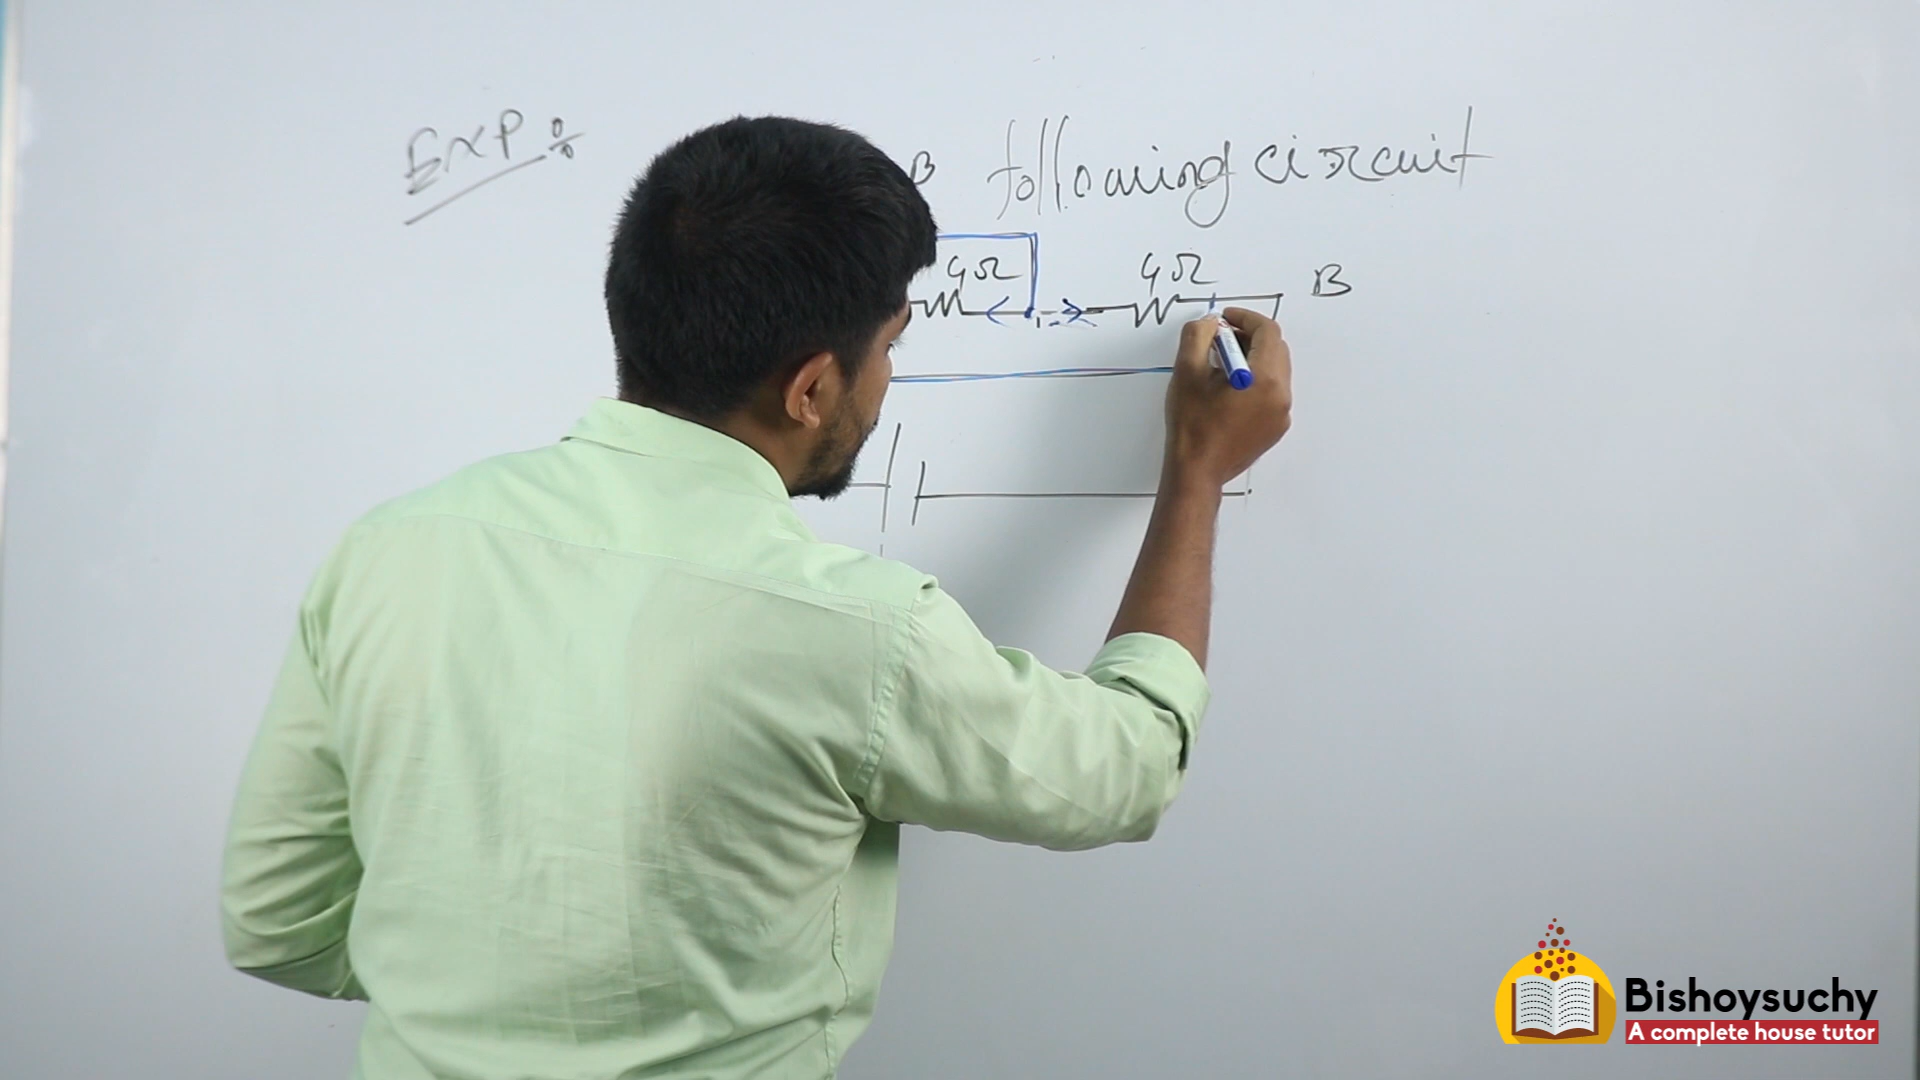 Exp :
B following circuit
4Ω 4Ω B
Bishoysuchy
A complete house tutor